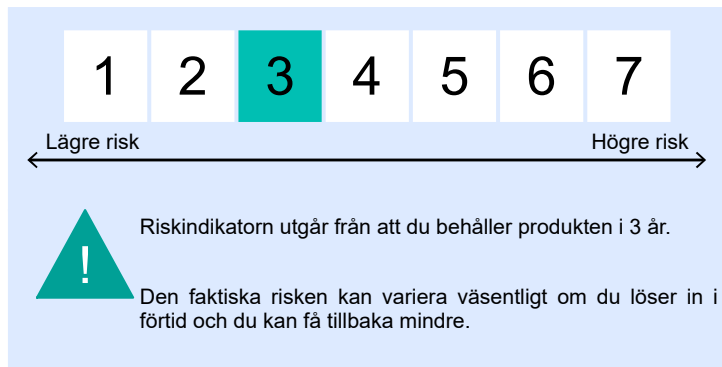 1 2 3 4 5 6 7
Lägre risk Högre risk
!
Riskindikatorn utgår från att du behåller produkten i 3 år.
Den faktiska risken kan variera väsentligt om du löser in i
förtid och du kan få tillbaka mindre.